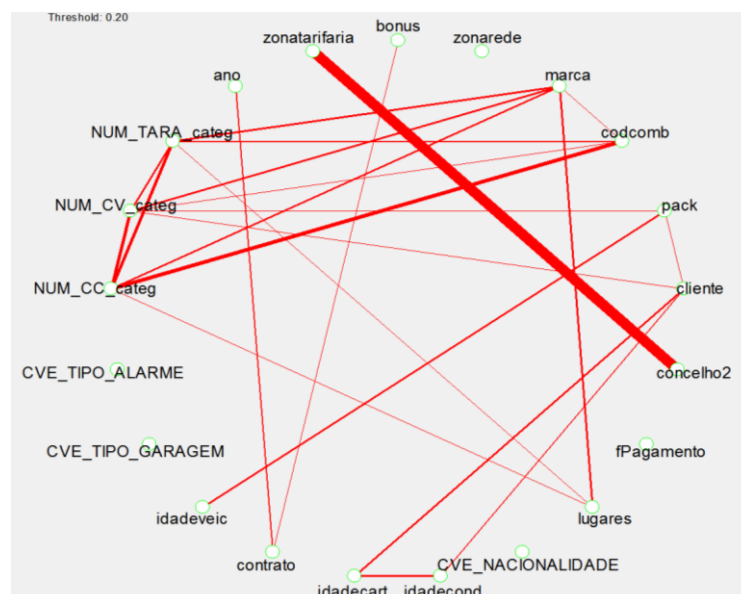 Threshold: 0.20
bonus
zonatarifaria
zonarede
ano
marca
NUM_TARA_categ
codcomb
NUM_CV_categ
pack
NUM_CC_categ
cliente
CVE_TIPO_ALARME
concelho2
CVE_TIPO_GARAGEM
fPagamento
idadeveic
lugares
contrato
CVE_NACIONALIDADE
idadecart
idadecond